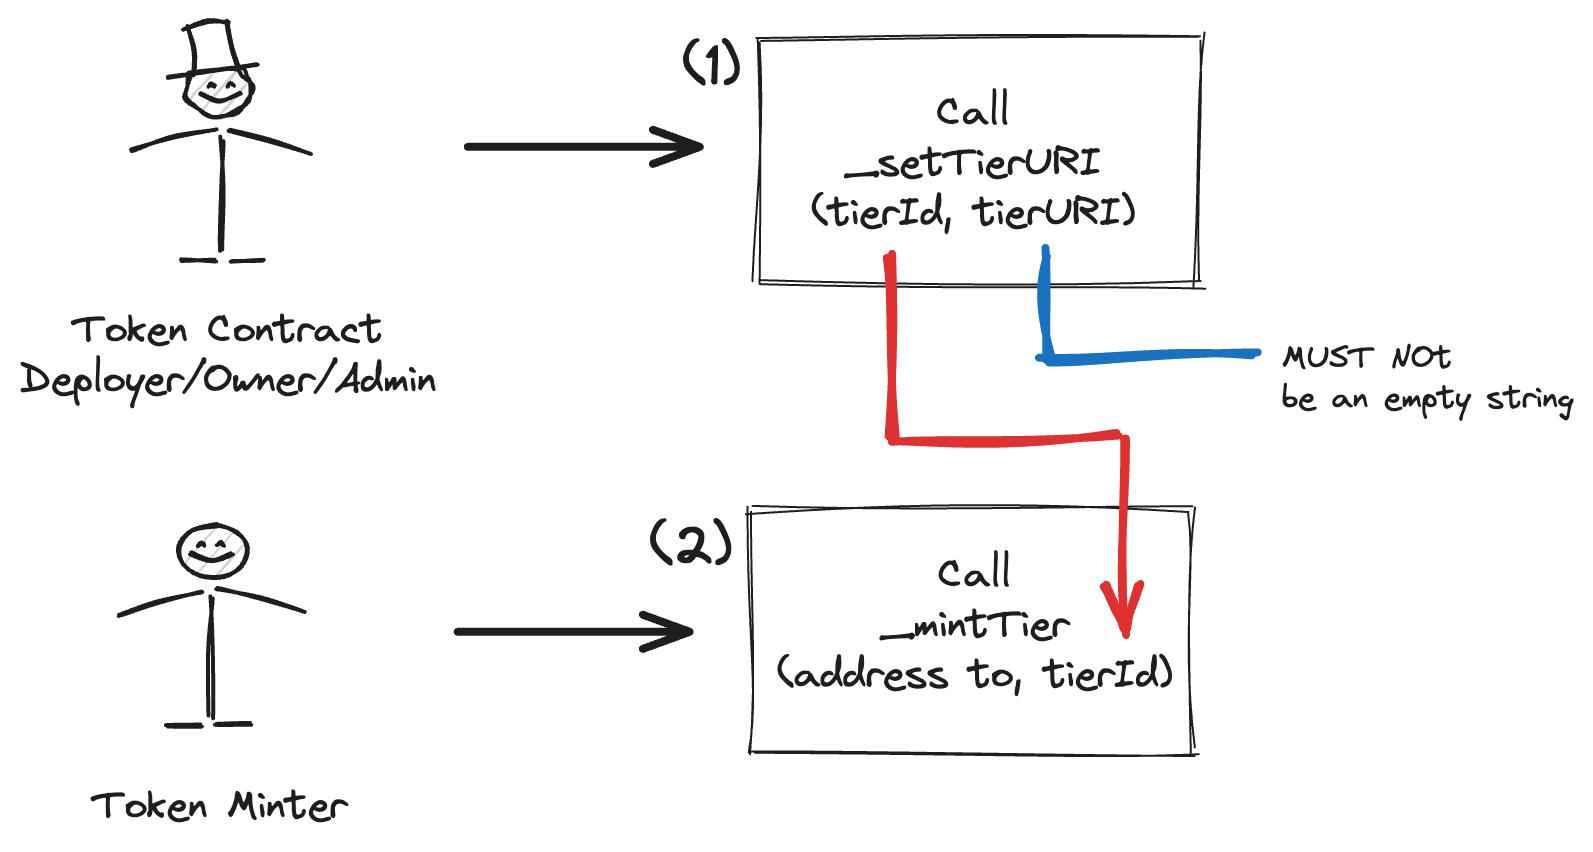 (1)
Call
_setTierURI
(tierId, tierURI)
Token Contract
Deployer/Owner/Admin
MUST NOt
be an empty string
(2)
Call
_mintTier
(address to, tierId)
Token Minter